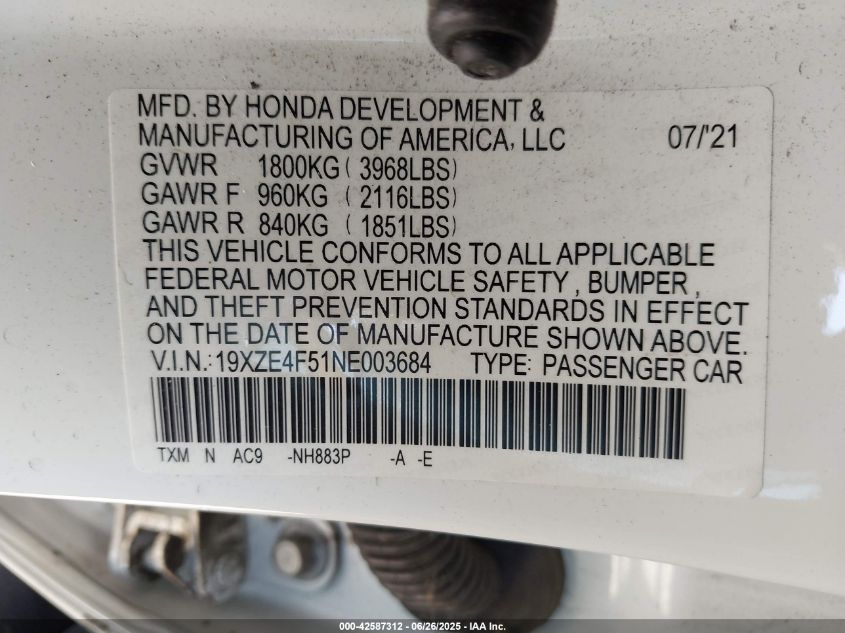 MFD. BY HONDA DEVELOPMENT &
MANUFACTURING OF AMERICA, LLC 07/'21
GVWR 1800KG ( 3968LBS)
GAWR F 960KG ( 2116LBS)
GAWR R 840KG ( 1851LBS)
THIS VEHICLE CONFORMS TO ALL APPLICABLE
FEDERAL MOTOR VEHICLE SAFETY , BUMPER ,
AND THEFT PREVENTION STANDARDS IN EFFECT
ON THE DATE OF MANUFACTURE SHOWN ABOVE.
V.I.N.:19XZE4F51NE003684 TYPE: PASSENGER CAR
TXM N AC9 -NH883P -A -E
000-42587312 | 06/26/2025 - IAA Inc.